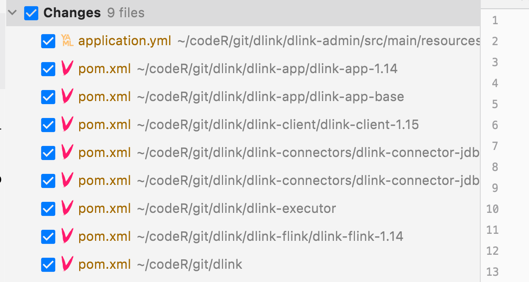 Changes 9 files
YAML application.yml ~/codeR/git/dlink/dlink-admin/src/main/resources
pom.xml ~/codeR/git/dlink/dlink-app/dlink-app-1.14
pom.xml ~/codeR/git/dlink/dlink-app/dlink-app-base
pom.xml ~/codeR/git/dlink/dlink-client/dlink-client-1.15
pom.xml ~/codeR/git/dlink/dlink-connectors/dlink-connector-jdb
pom.xml ~/codeR/git/dlink/dlink-connectors/dlink-connector-jdb
pom.xml ~/codeR/git/dlink/dlink-executor
pom.xml ~/codeR/git/dlink/dlink-flink/dlink-flink-1.14
pom.xml ~/codeR/git/dlink
1
2
3
4
5
6
7
8
9
10
11
12
13